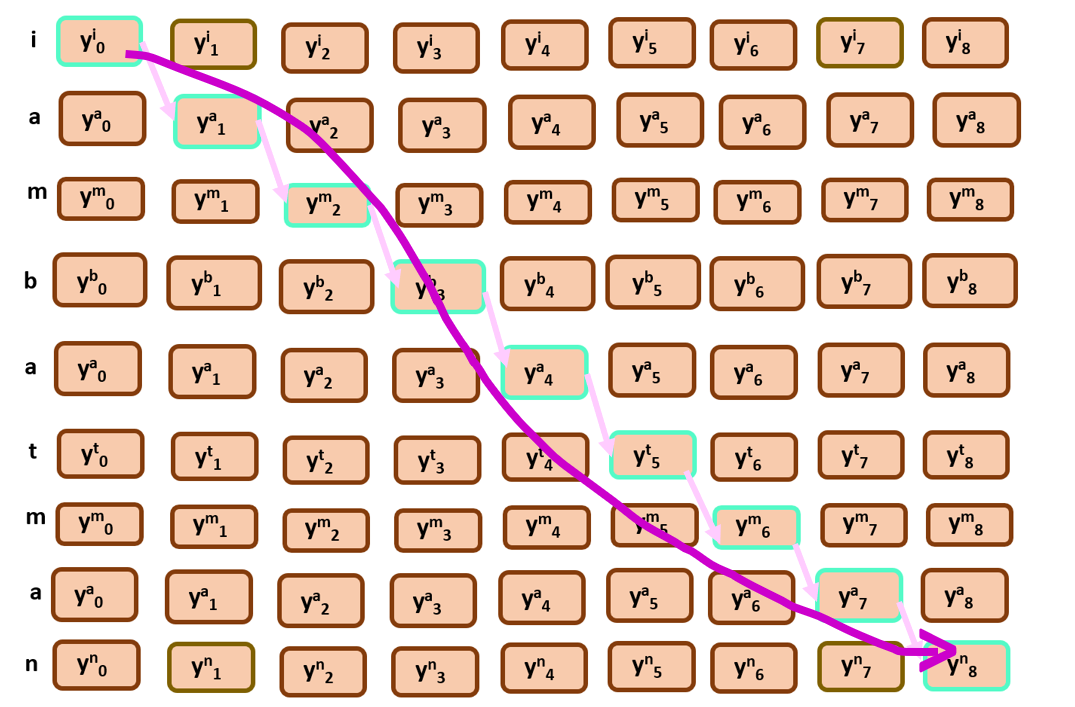 i y^i_0 y^i_1 y^i_2 y^i_3 y^i_4 y^i_5 y^i_6 y^i_7 y^i_8
a y^a_0 y^a_1 y^a_2 y^a_3 y^a_4 y^a_5 y^a_6 y^a_7 y^a_8
m y^m_0 y^m_1 y^m_2 y^m_3 y^m_4 y^m_5 y^m_6 y^m_7 y^m_8
b y^b_0 y^b_1 y^b_2 y^b_3 y^b_4 y^b_5 y^b_6 y^b_7 y^b_8
a y^a_0 y^a_1 y^a_2 y^a_3 y^a_4 y^a_5 y^a_6 y^a_7 y^a_8
t y^t_0 y^t_1 y^t_2 y^t_3 y^t_4 y^t_5 y^t_6 y^t_7 y^t_8
m y^m_0 y^m_1 y^m_2 y^m_3 y^m_4 y^m_5 y^m_6 y^m_7 y^m_8
a y^a_0 y^a_1 y^a_2 y^a_3 y^a_4 y^a_5 y^a_6 y^a_7 y^a_8
n y^n_0 y^n_1 y^n_2 y^n_3 y^n_4 y^n_5 y^n_6 y^n_7 y^n_8